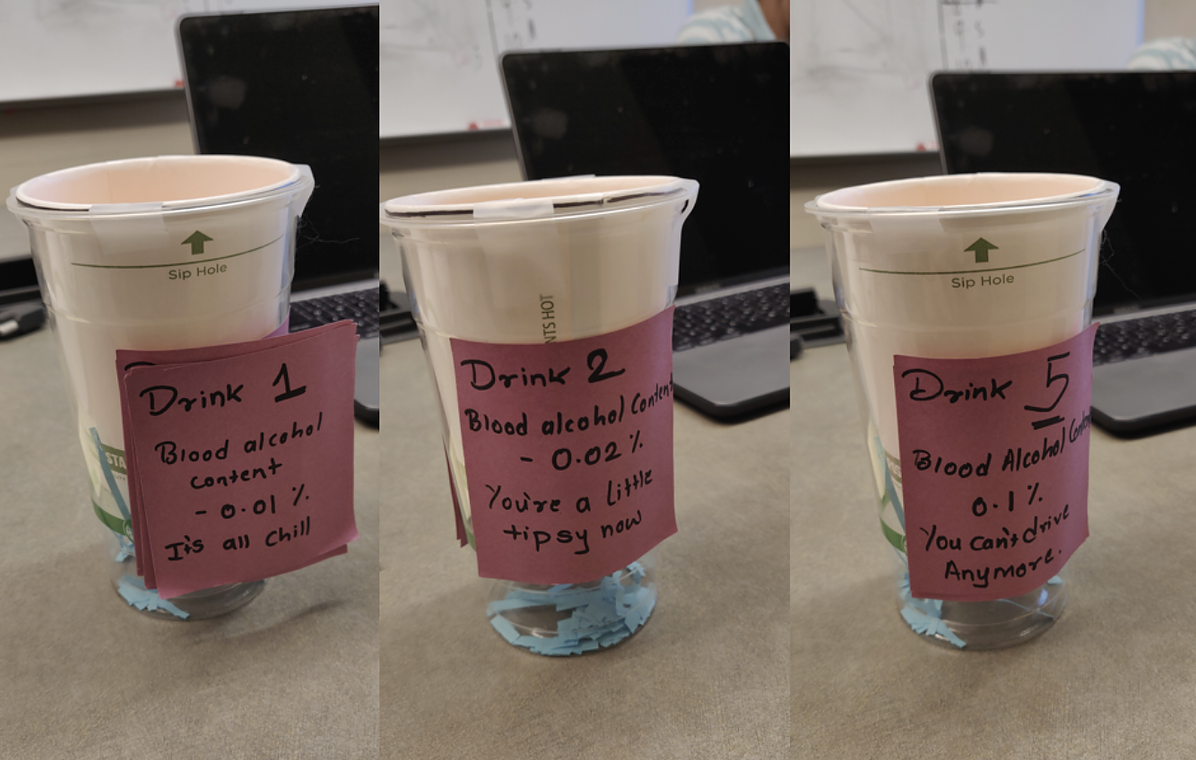 Sip Hole
STA
Drink 1
Blood alcohol
content
- 0.01 %
It's all chill
NTS HOT
Drink 2
Blood alcohol Content
- 0.02 %
You're a little
tipsy now
Sip Hole
Drink 5
Blood Alcohol Content
0.1 %
You can't drive
Anymore.